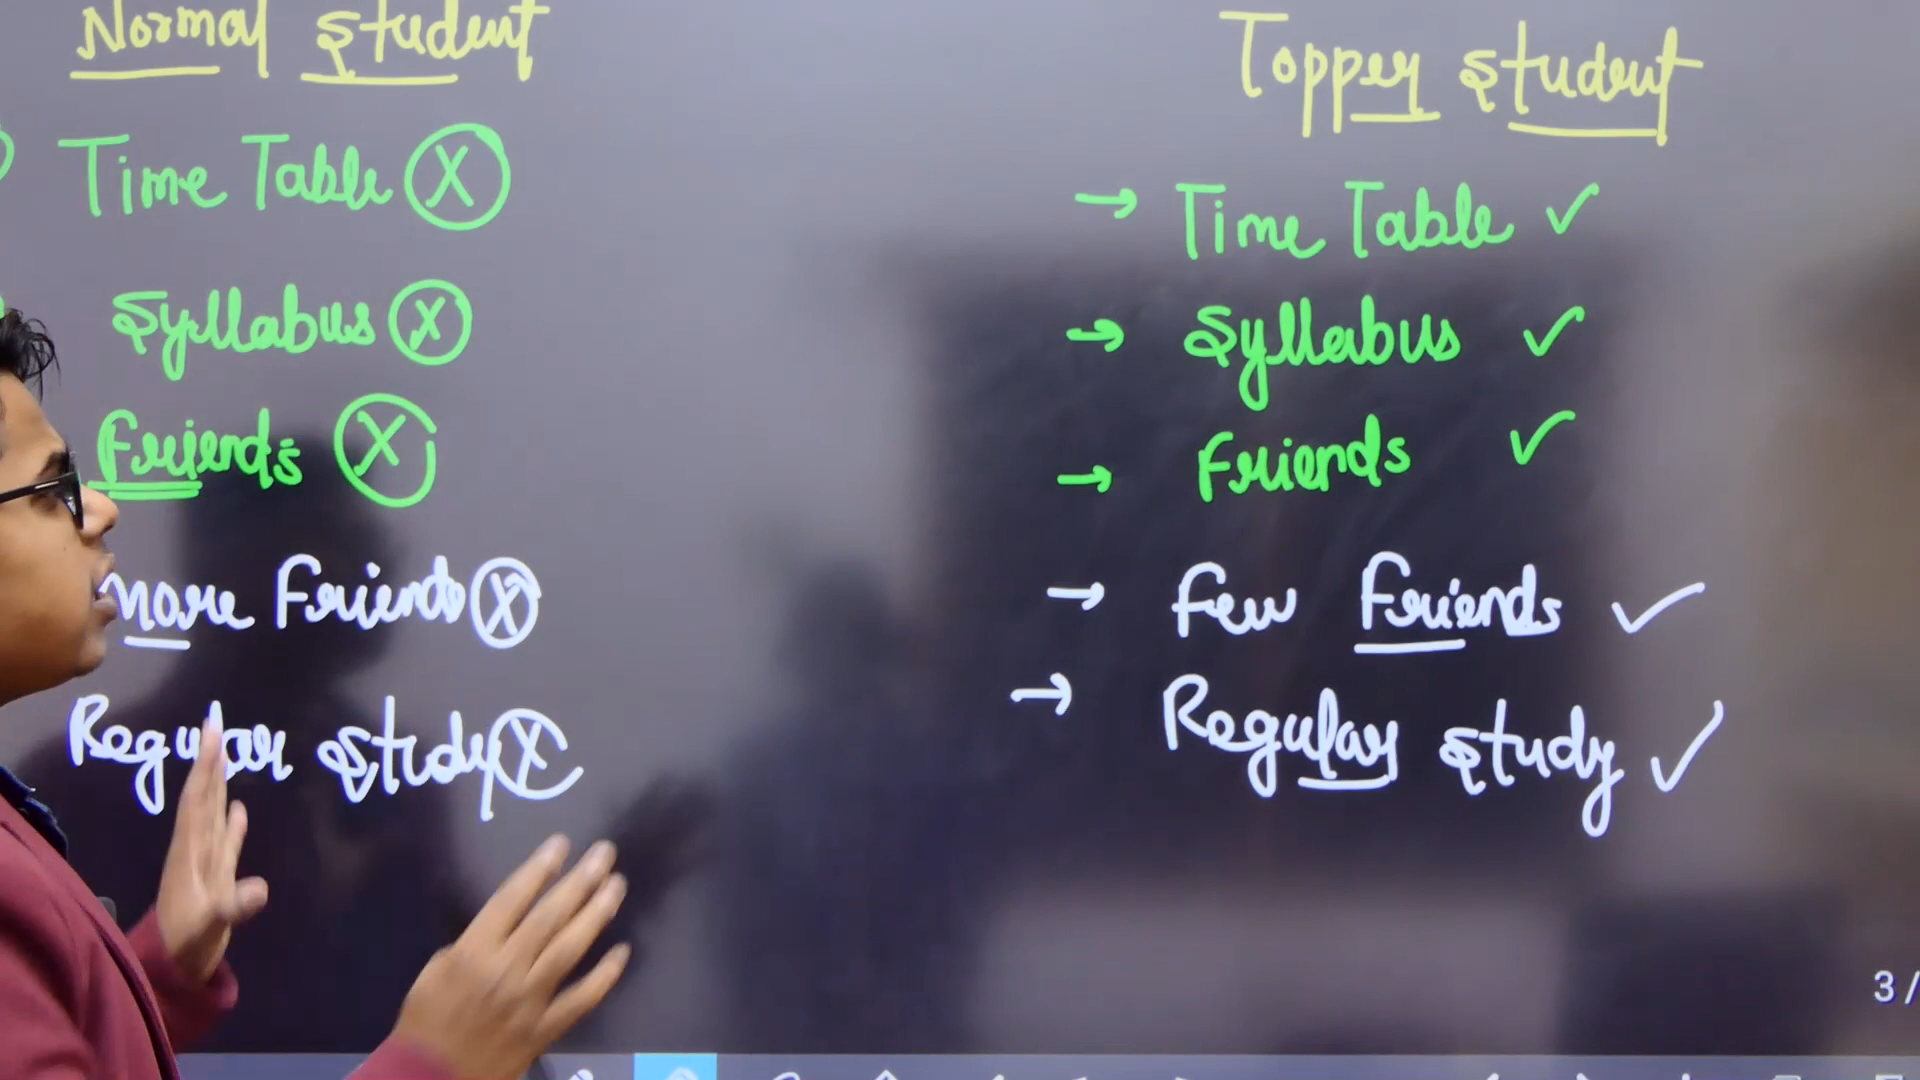 Normal Student
Time Table X
Syllabus X
Friends X
More Friends X
Regular Study X
Topper Student
→ Time Table ✓
→ Syllabus ✓
→ Friends ✓
→ Few Friends ✓
→ Regular Study ✓
3 /